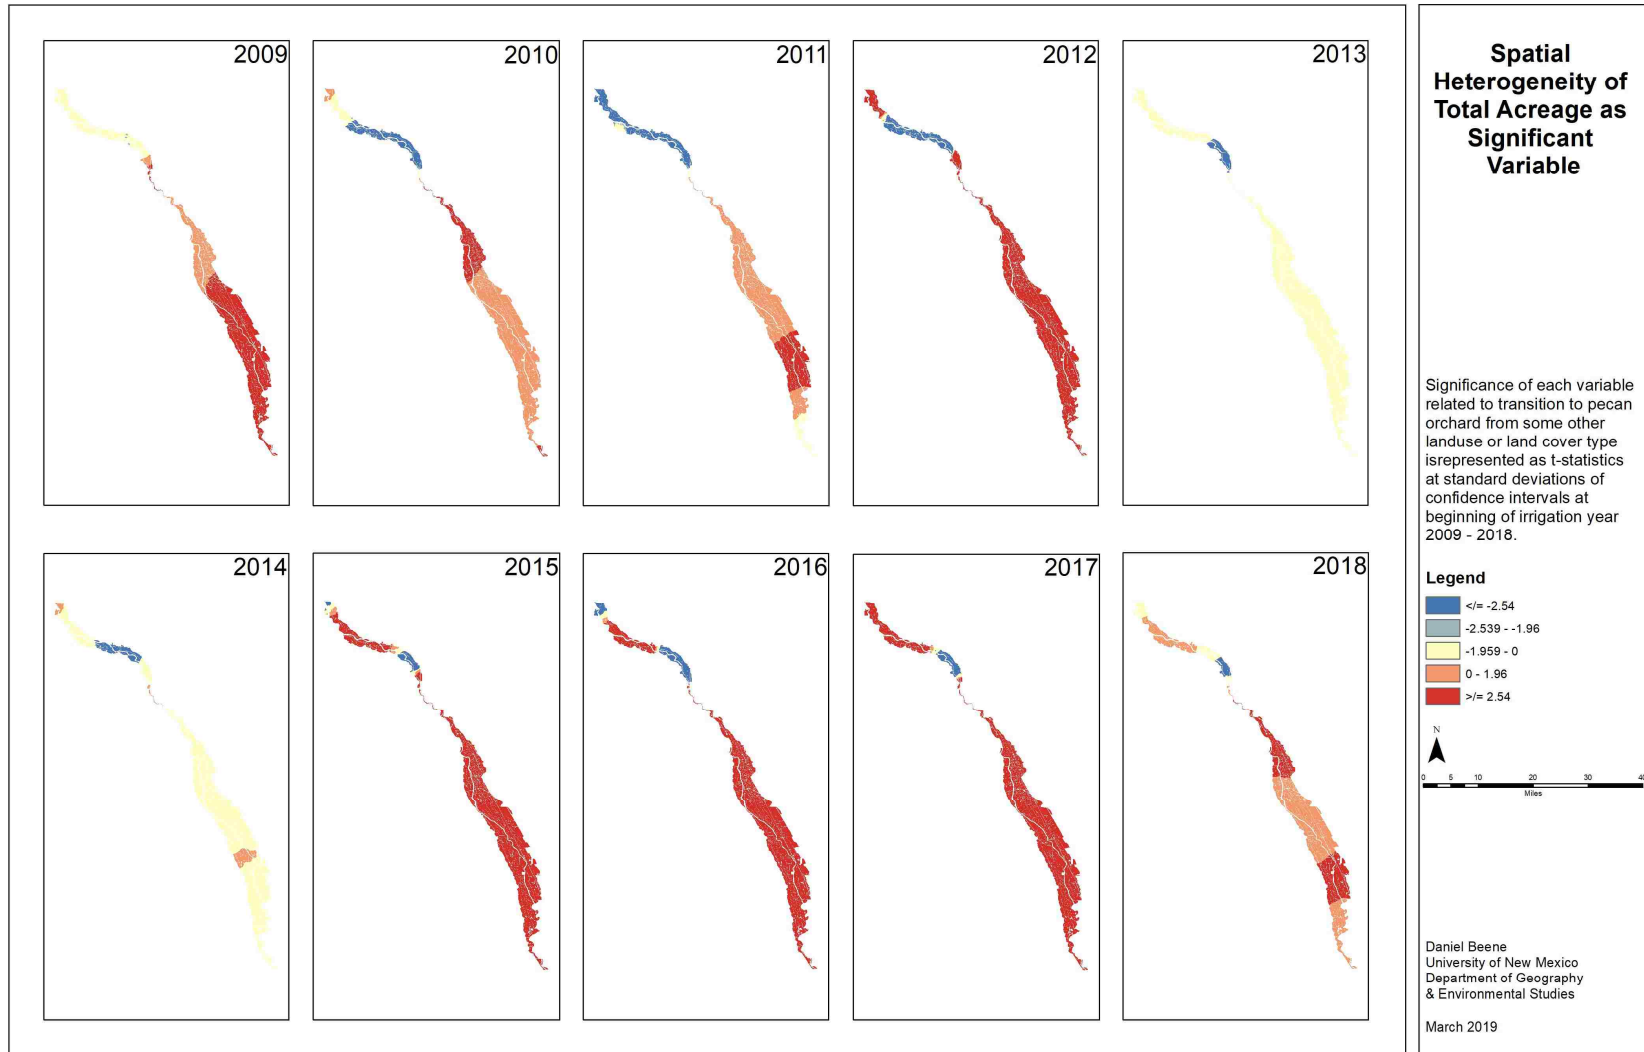 2009
2010
2011
2012
2013
2014
2015
2016
2017
2018
Spatial
Heterogeneity of
Total Acreage as
Significant
Variable
Significance of each variable
related to transition to pecan
orchard from some other
landuse or land cover type
isrepresented as t-statistics
at standard deviations of
confidence intervals at
beginning of irrigation year
2009 - 2018.
Legend
</= -2.54
-2.539 - -1.96
-1.959 - 0
0 - 1.96
>/= 2.54
N
0 5 10 20 30 40
Miles
Daniel Beene
University of New Mexico
Department of Geography
& Environmental Studies
March 2019